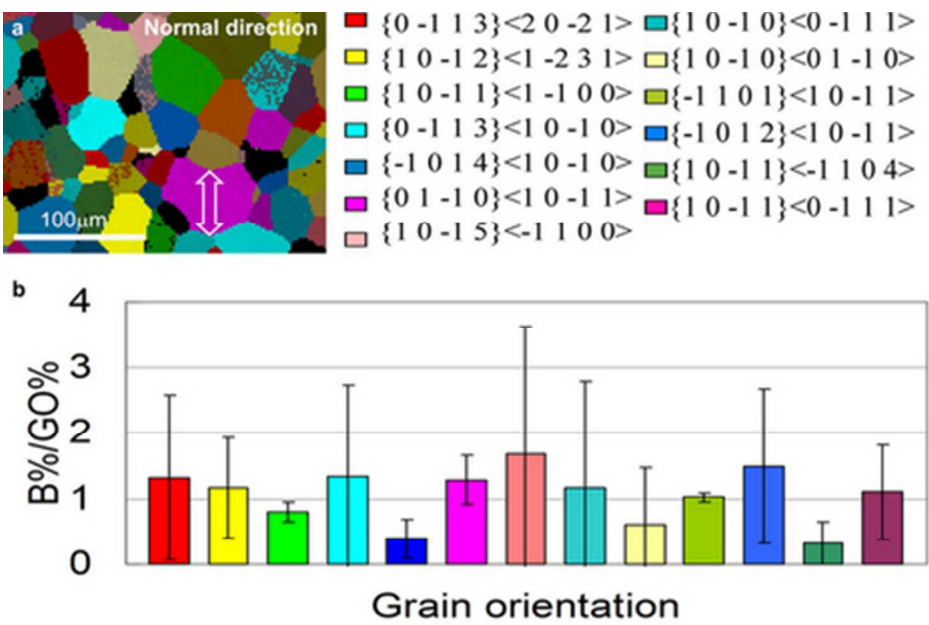 a Normal direction
100μm
{0 -1 1 3}<2 0 -2 1>
{1 0 -1 2}<1 -2 3 1>
{1 0 -1 1}<1 -1 0 0>
{0 -1 1 3}<1 0 -1 0>
{-1 0 1 4}<1 0 -1 0>
{0 1 -1 0}<1 0 -1 1>
{1 0 -1 5}<-1 1 0 0>
{1 0 -1 0}<0 -1 1 1>
{1 0 -1 0}<0 1 -1 0>
{-1 1 0 1}<1 0 -1 1>
{-1 0 1 2}<1 0 -1 1>
{1 0 -1 1}<-1 1 0 4>
{1 0 -1 1}<0 -1 1 1>
b
B%/GO%
4
3
2
1
0
Grain orientation